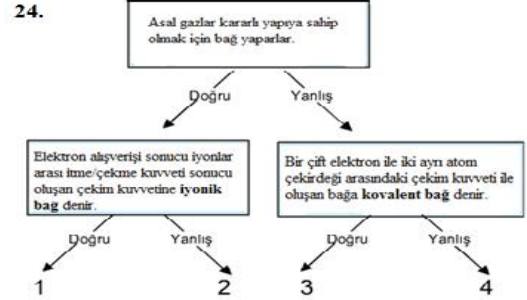 24.
Asal gazlar kararlı yapıya sahip
olmak için bağ yaparlar.
Doğru Yanlış
Elektron alışverişi sonucu iyonlar
arası itme/çekme kuvveti sonucu
oluşan çekim kuvvetine iyonik
bağ denir.
Bir çift elektron ile iki ayrı atom
çekirdeği arasındaki çekim kuvveti ile
oluşan bağa kovalent bağ denir.
Doğru Yanlış Doğru Yanlış
1 2 3 4